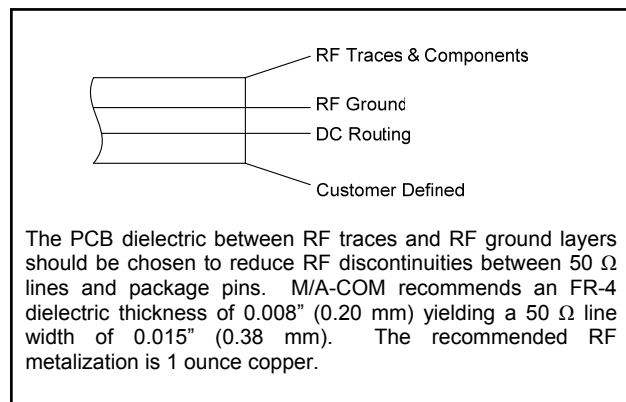 RF Traces & Components
RF Ground
DC Routing
Customer Defined
The PCB dielectric between RF traces and RF ground layers
should be chosen to reduce RF discontinuities between 50 Ω
lines and package pins. M/A-COM recommends an FR-4
dielectric thickness of 0.008” (0.20 mm) yielding a 50 Ω line
width of 0.015” (0.38 mm). The recommended RF
metalization is 1 ounce copper.